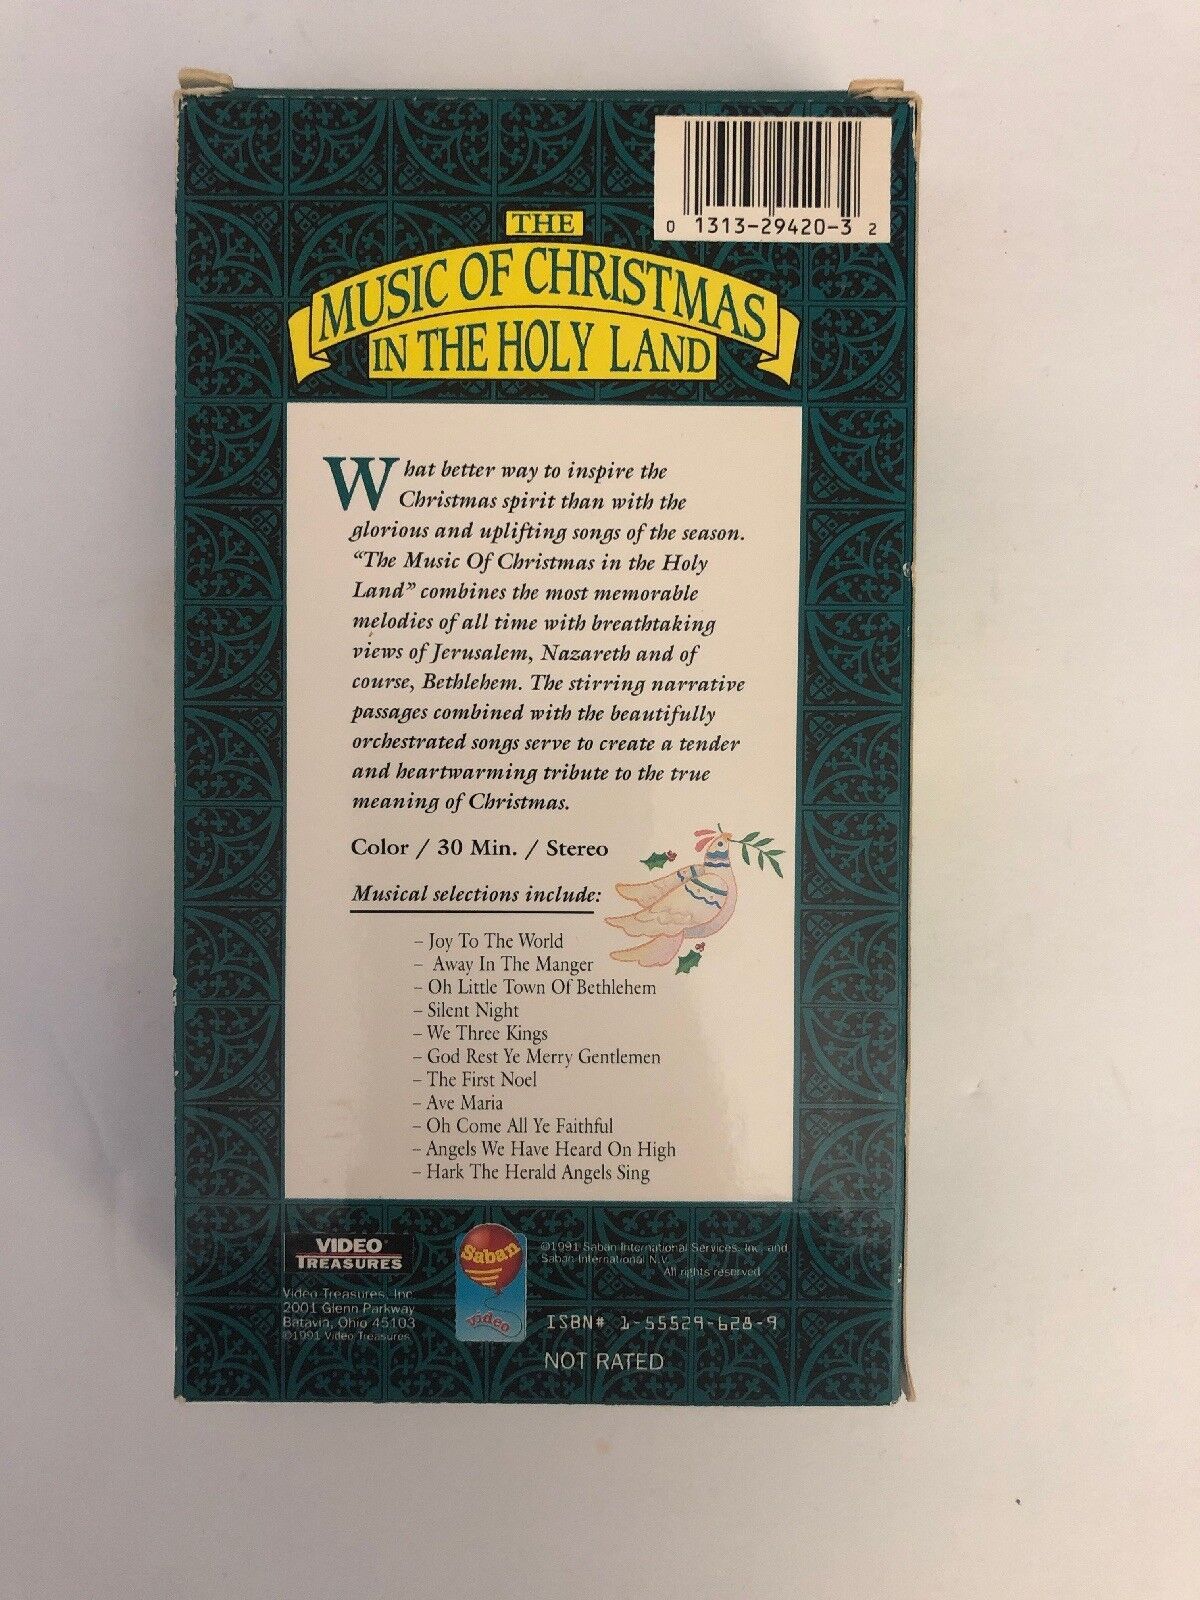 0 1313-29420-3 2
THE
MUSIC OF CHRISTMAS
IN THE HOLY LAND
What better way to inspire the
Christmas spirit than with the
glorious and uplifting songs of the season.
“The Music Of Christmas in the Holy
Land” combines the most memorable
melodies of all time with breathtaking
views of Jerusalem, Nazareth and of
course, Bethlehem. The stirring narrative
passages combined with the beautifully
orchestrated songs serve to create a tender
and heartwarming tribute to the true
meaning of Christmas.
Color / 30 Min. / Stereo
Musical selections include:
– Joy To The World
– Away In The Manger
– Oh Little Town Of Bethlehem
– Silent Night
– We Three Kings
– God Rest Ye Merry Gentlemen
– The First Noel
– Ave Maria
– Oh Come All Ye Faithful
– Angels We Have Heard On High
– Hark The Herald Angels Sing
VIDEO
TREASURES
Video Treasures, Inc.
2001 Glenn Parkway
Batavia, Ohio 45103
©1991 Video Treasures
Saban
video
©1991 Saban International Services, Inc. and
Saban International N.V.
All rights reserved
ISBN# 1-55529-628-9
NOT RATED